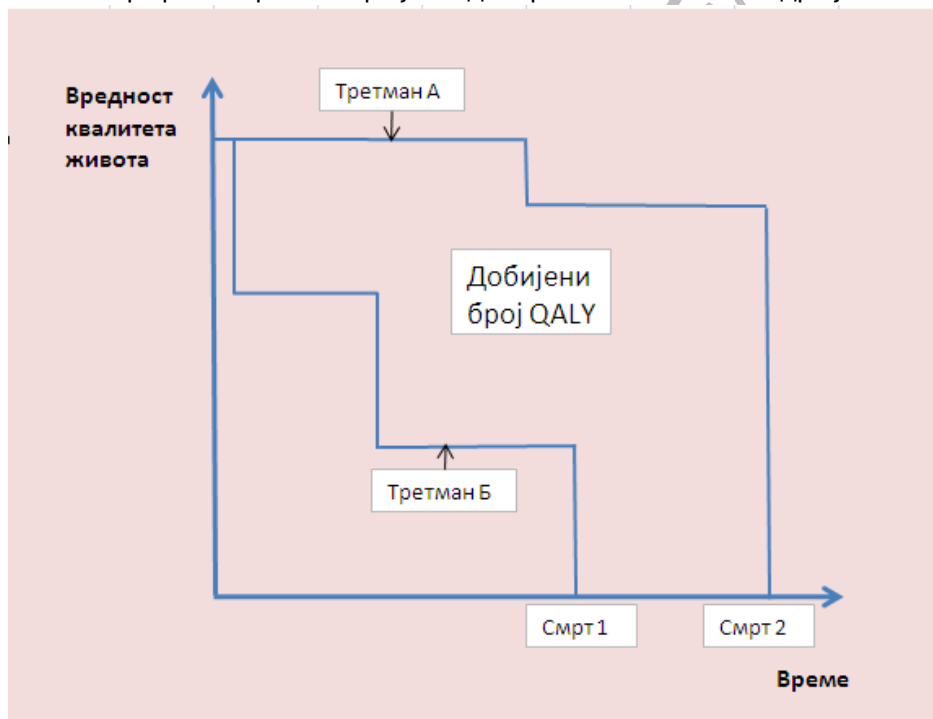 Вредност
квалитета
живота
Третман А
Добијени
број QALY
Третман Б
Смрт 1
Смрт 2
Време